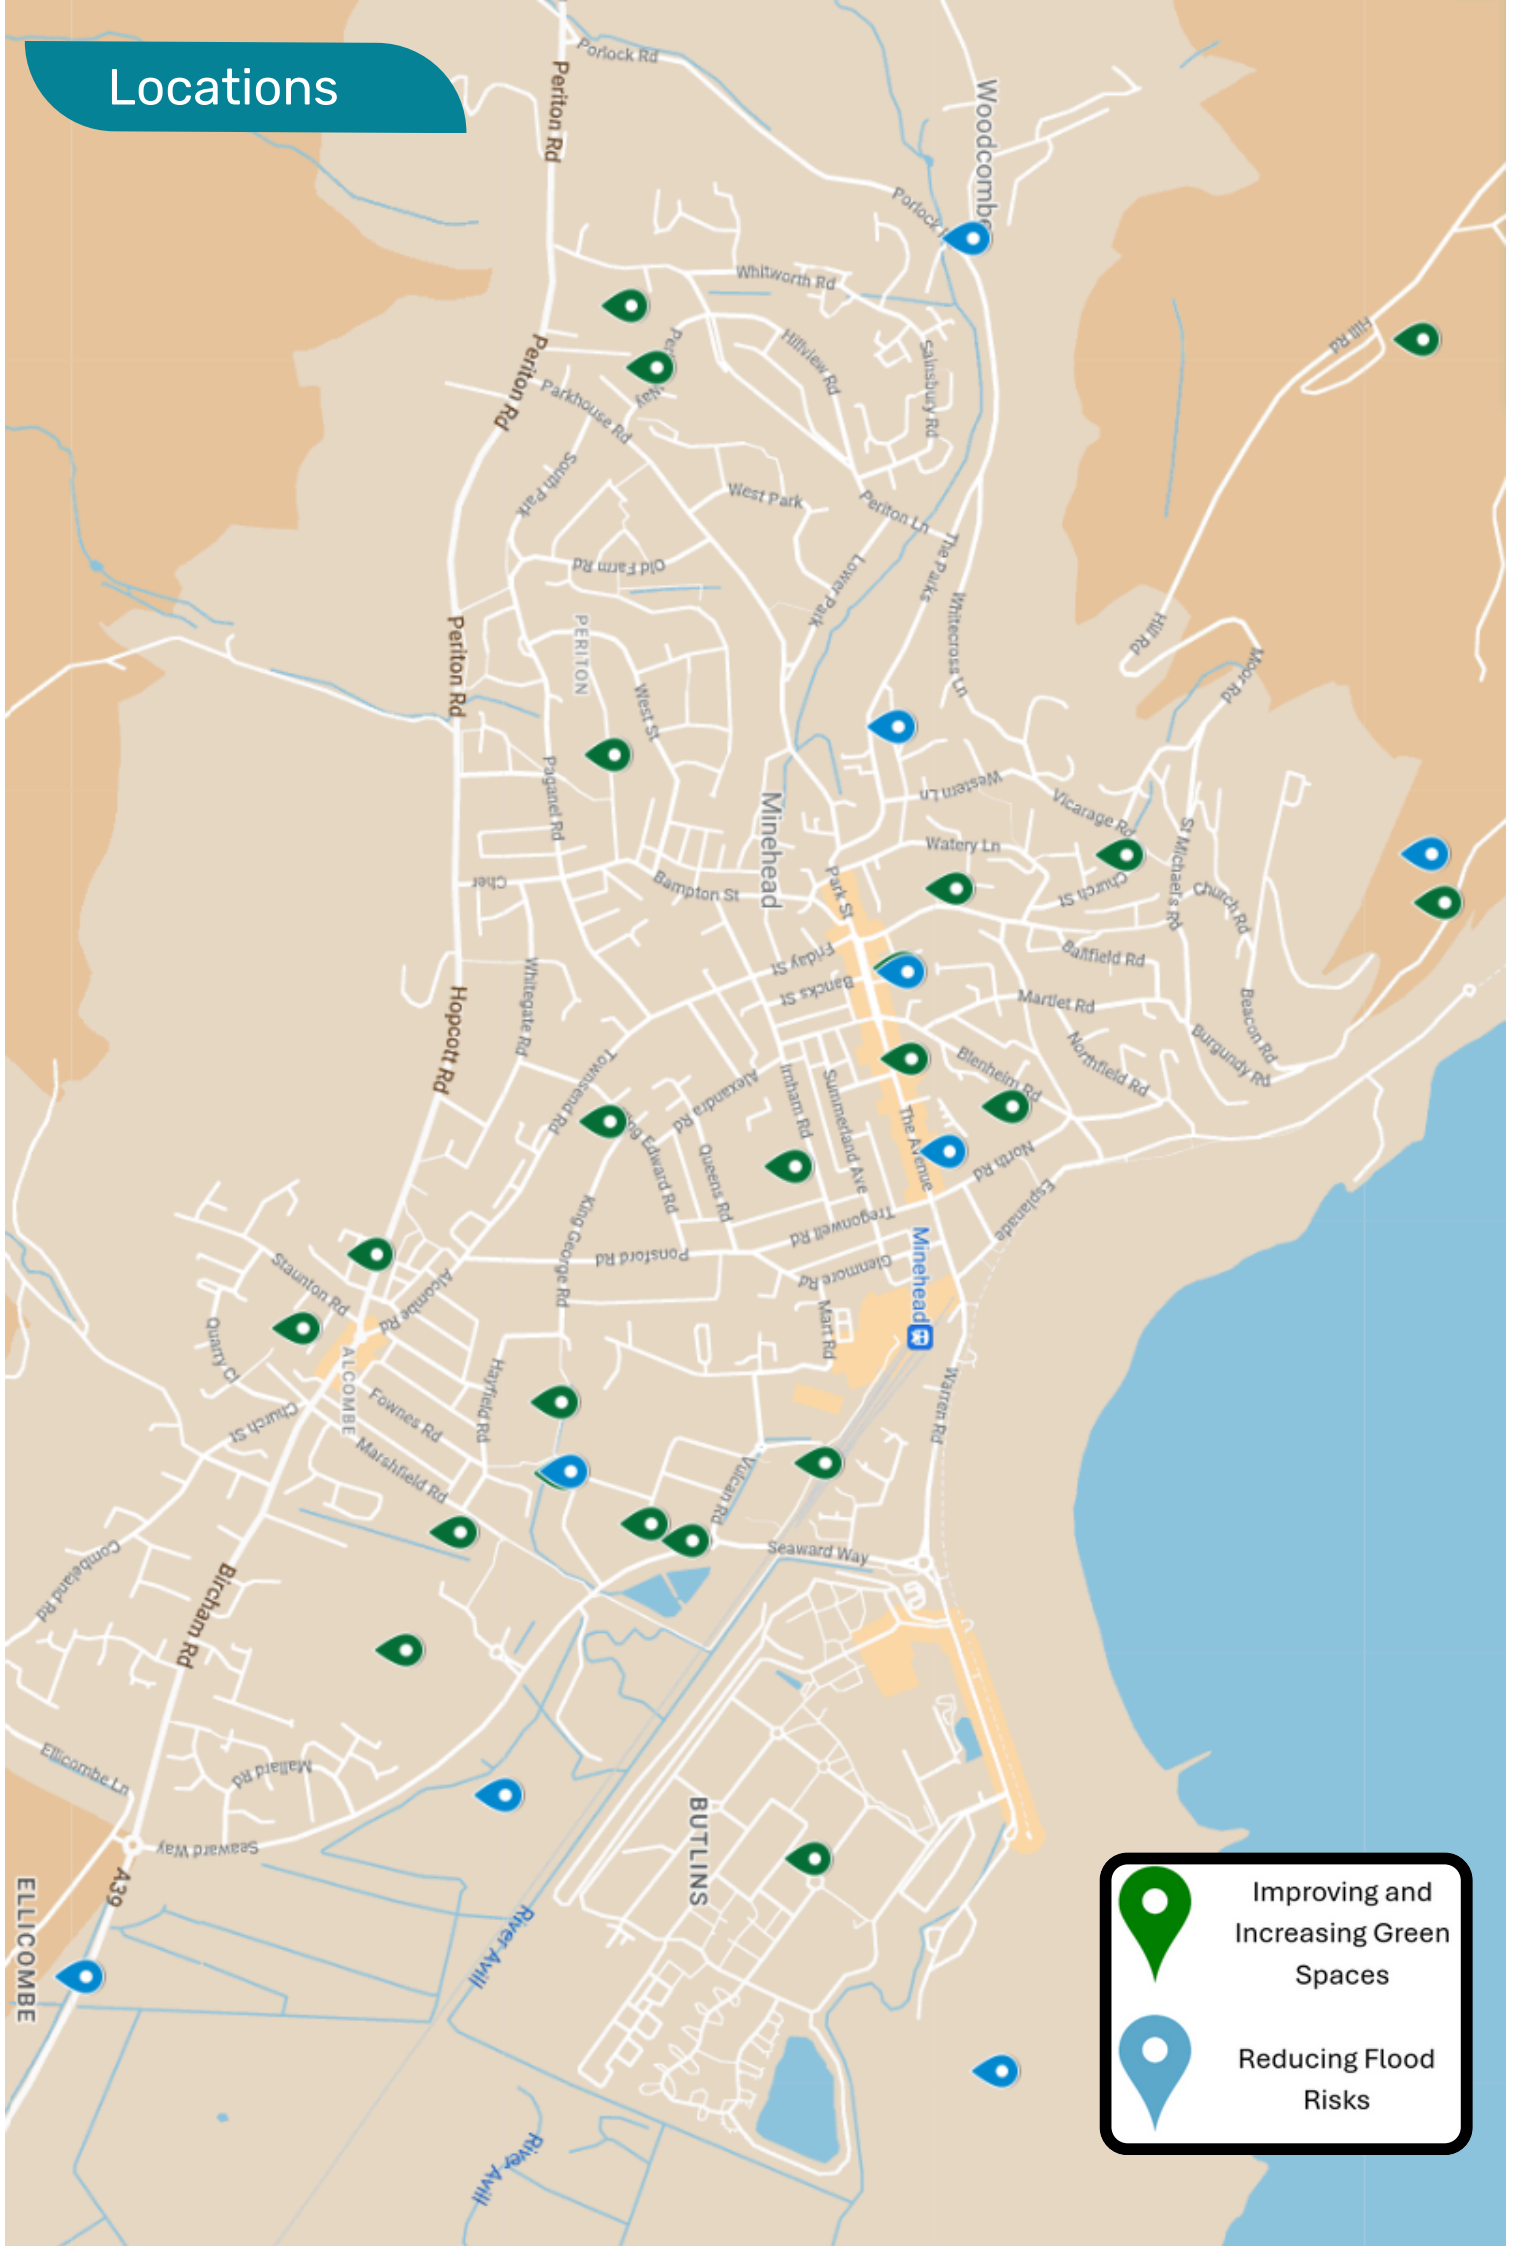 Locations
Porlock Rd
Periton Rd
Woodcombe
Porlock
Whitworth Rd
Hill Rd
Periton Rd
Hillview Rd
Sainsbury Rd
Parkhouse Rd
Way
South Park
West Park
Periton Ln
The Parks
Old Farm Rd
Lower Park
Whitecross Ln
Hill Rd
Moor Rd
PERITON
Periton Rd
West St
Paganel Rd
Western Ln
Vicarage Rd
Minehead
Watery Ln
St Michael's Rd
Church St
Church Rd
Cher
Bampton St
Park St
Friday St
Bancks St
Ballfield Rd
Martlet Rd
Beacon Rd
Burgundy Rd
Whitegate Rd
Hopcott Rd
Townsend Rd
Alexandra Rd
Irnham Rd
Summerland Ave
Blenheim Rd
Northfield Rd
The Avenue
North Rd
Esplanade
King Edward Rd
Queens Rd
King George Rd
Ponsford Rd
Tregonwell Rd
Glenmore Rd
Minehead
Mart Rd
Staunton Rd
Alcombe Rd
Quarry Cl
ALCOMBE
Church St
Fownes Rd
Hayfield Rd
Marshfield Rd
Warren Rd
Vulcan Rd
Seaward Way
Combeland Rd
Bircham Rd
Ellicombe Ln
Mallard Rd
Seaward Way
A39
ELLICOMBE
BUTLINS
River Avill
River Avill
Improving and
Increasing Green
Spaces
Reducing Flood
Risks